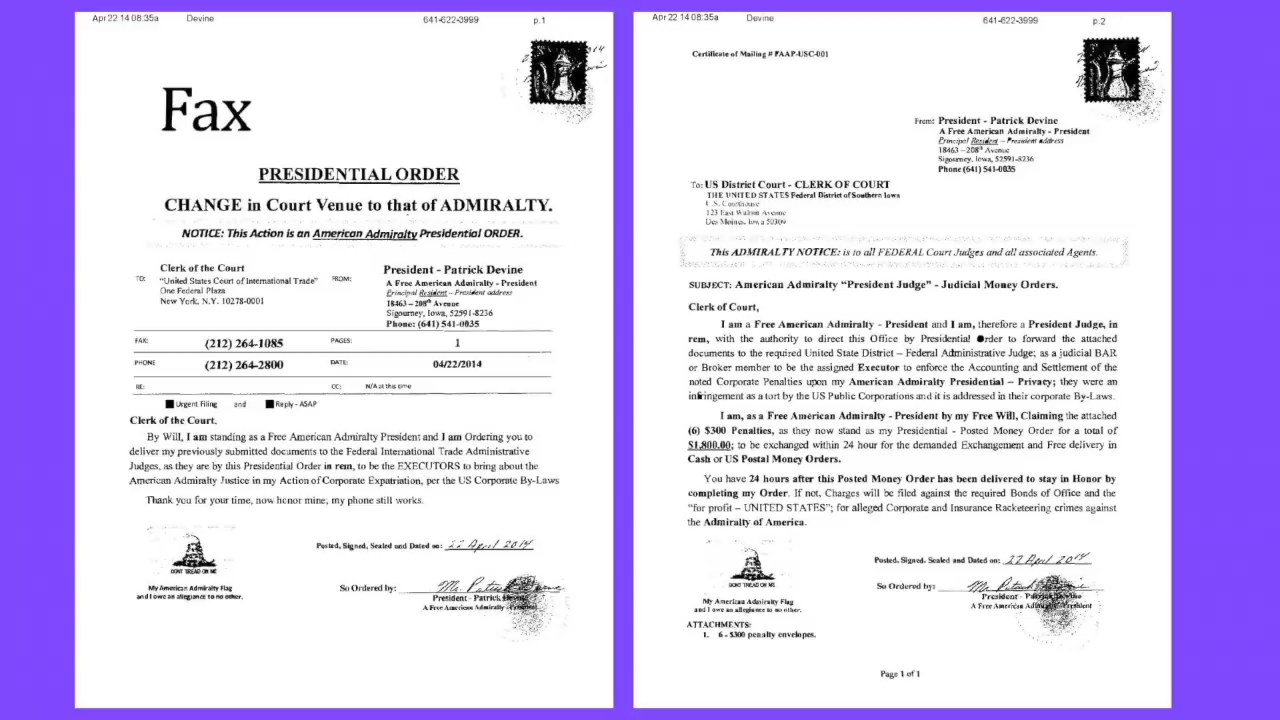 Apr 22 14 08:35a Devine 641-622-3999 p.1
Fax
PRESIDENTIAL ORDER
CHANGE in Court Venue to that of ADMIRALTY.
NOTICE: This Action is an American Admiralty Presidential ORDER.
TO: Clerk of the Court
"United States Court of International Trade"
One Federal Plaza
New York, N.Y. 10278-0001
FROM: President - Patrick Devine
A Free American Admiralty - President
Principal Resident – President address
18463 – 208th Avenue
Sigourney, Iowa, 52591-8236
Phone: (641) 541-0035
FAX: (212) 264-1085 PAGES: 1
PHONE (212) 264-2800 DATE: 04/22/2014
RE: CC: N/A at this time
Urgent Filing and Reply - ASAP
Clerk of the Court,
By Will, I am standing as a Free American Admiralty President and I am Ordering you to
deliver my previously submitted documents to the Federal International Trade Administrative
Judges, as they are by this Presidential Order in rem, to be the EXECUTORS to bring about the
American Admiralty Justice in my Action of Corporate Expatriation, per the US Corporate By-Laws
Thank you for your time, now honor mine, my phone still works.
DONT TREAD ON ME
My American Admiralty Flag
and I owe an allegiance to no other.
Posted, Signed, Sealed and Dated on: 22 April 2014
So Ordered by: Mr. Patrick Devine
President - Patrick Devine
A Free American Admiralty - President
Apr 22 14 08:35a Devine 641-622-3999 p.2
Certificate of Mailing # FAAP-USC-001
From: President - Patrick Devine
A Free American Admiralty - President
Principal Resident – President address
18463 – 208th Avenue
Sigourney, Iowa, 52591-8236
Phone (641) 541-0035
To: US District Court - CLERK OF COURT
THE UNITED STATES Federal District of Southern Iowa
U.S. Courthouse
123 East Walnut Avenue
Des Moines, Iowa 50309
This ADMIRALTY NOTICE: is to all FEDERAL Court Judges and all associated Agents.
SUBJECT: American Admiralty "President Judge" - Judicial Money Orders.
Clerk of Court,
I am a Free American Admiralty - President and I am, therefore a President Judge, in
rem, with the authority to direct this Office by Presidential Order to forward the attached
documents to the required United State District – Federal Administrative Judge; as a judicial BAR
or Broker member to be the assigned Executor to enforce the Accounting and Settlement of the
noted Corporate Penalties upon my American Admiralty Presidential – Privacy; they were an
infringement as a tort by the US Public Corporations and it is addressed in their corporate By-Laws.
I am, as a Free American Admiralty - President by my Free Will, Claiming the attached
(6) $300 Penalties, as they now stand as my Presidential - Posted Money Order for a total of
$1,800.00; to be exchanged within 24 hour for the demanded Exchangement and Free delivery in
Cash or US Postal Money Orders.
You have 24 hours after this Posted Money Order has been delivered to stay in Honor by
completing my Order. If not, Charges will be filed against the required Bonds of Office and the
"for profit – UNITED STATES"; for alleged Corporate and Insurance Racketeering crimes against
the Admiralty of America.
DONT TREAD ON ME
My American Admiralty Flag
and I owe an allegiance to no other.
Posted, Signed, Sealed and Dated on: 22 April 2014
So Ordered by: Mr. Patrick Devine
President - Patrick Devine
A Free American Admiralty - President
ATTACHMENTS:
1. 6 - $300 penalty envelopes.
Page 1 of 1